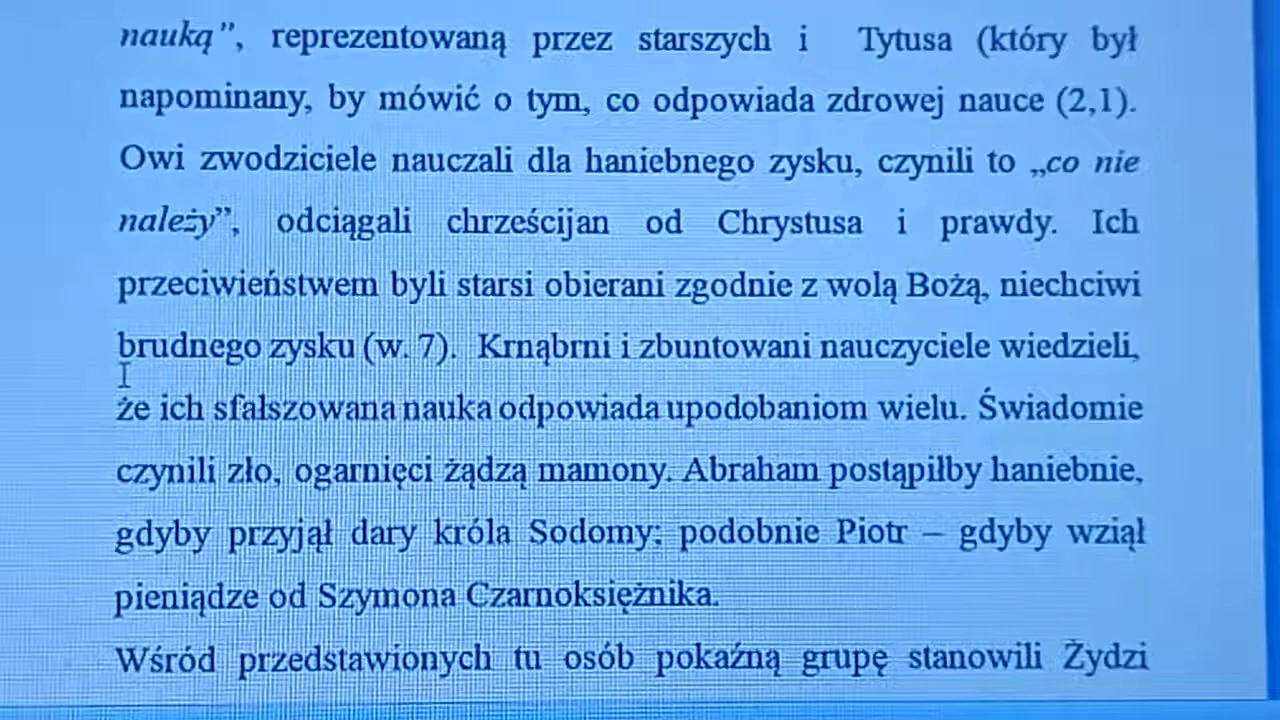 nauką”, reprezentowaną przez starszych i Tytusa (który był
napominany, by mówić o tym, co odpowiada zdrowej nauce (2,1).
Owi zwodziciele nauczali dla haniebnego zysku, czynili to „co nie
należy”, odciągali chrześcijan od Chrystusa i prawdy. Ich
przeciwieństwem byli starsi obierani zgodnie z wolą Bożą, niechciwi
brudnego zysku (w. 7). Krnąbrni i zbuntowani nauczyciele wiedzieli,
że ich sfałszowana nauka odpowiada upodobaniom wielu. Świadomie
czynili zło, ogarnięci żądzą mamony. Abraham postąpiłby haniebnie,
gdyby przyjął dary króla Sodomy; podobnie Piotr – gdyby wziął
pieniądze od Szymona Czarnoksiężnika.
Wśród przedstawionych tu osób pokaźną grupę stanowili Żydzi